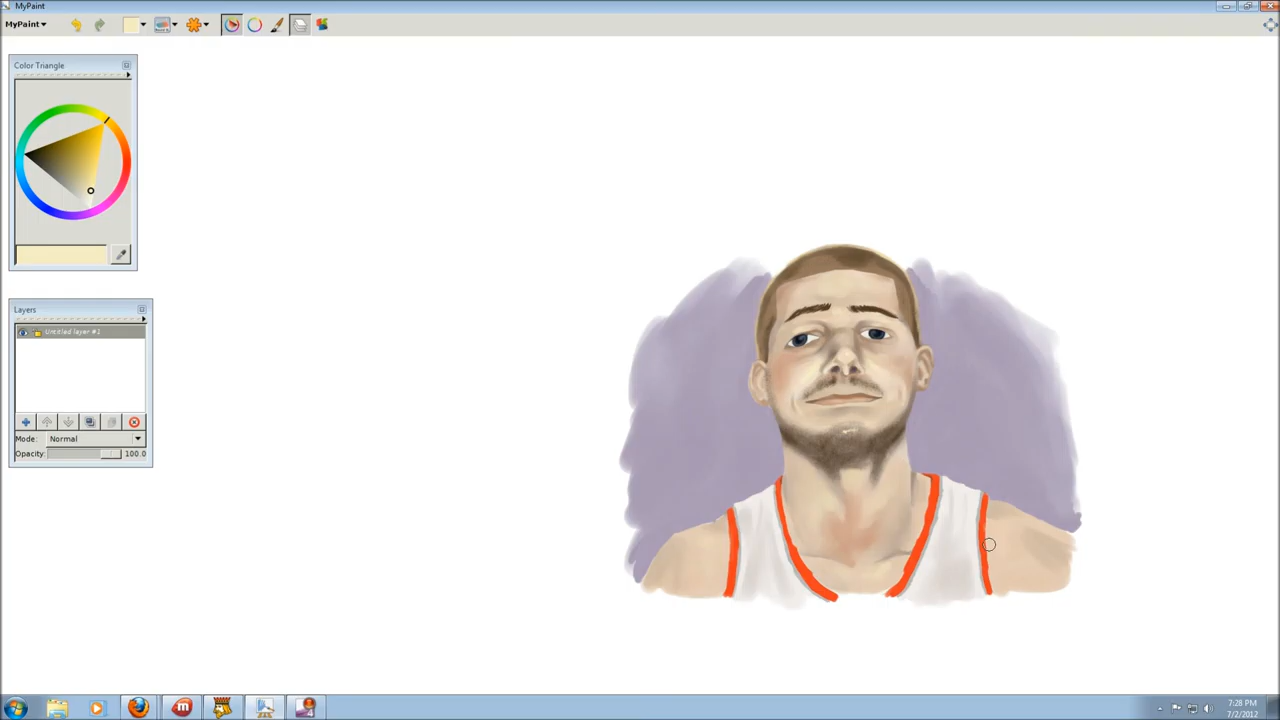 MyPaint
MyPaint
Color Triangle
Layers
Untitled layer #1
Mode: Normal
Opacity: 100.0
7:28 PM
7/2/2012